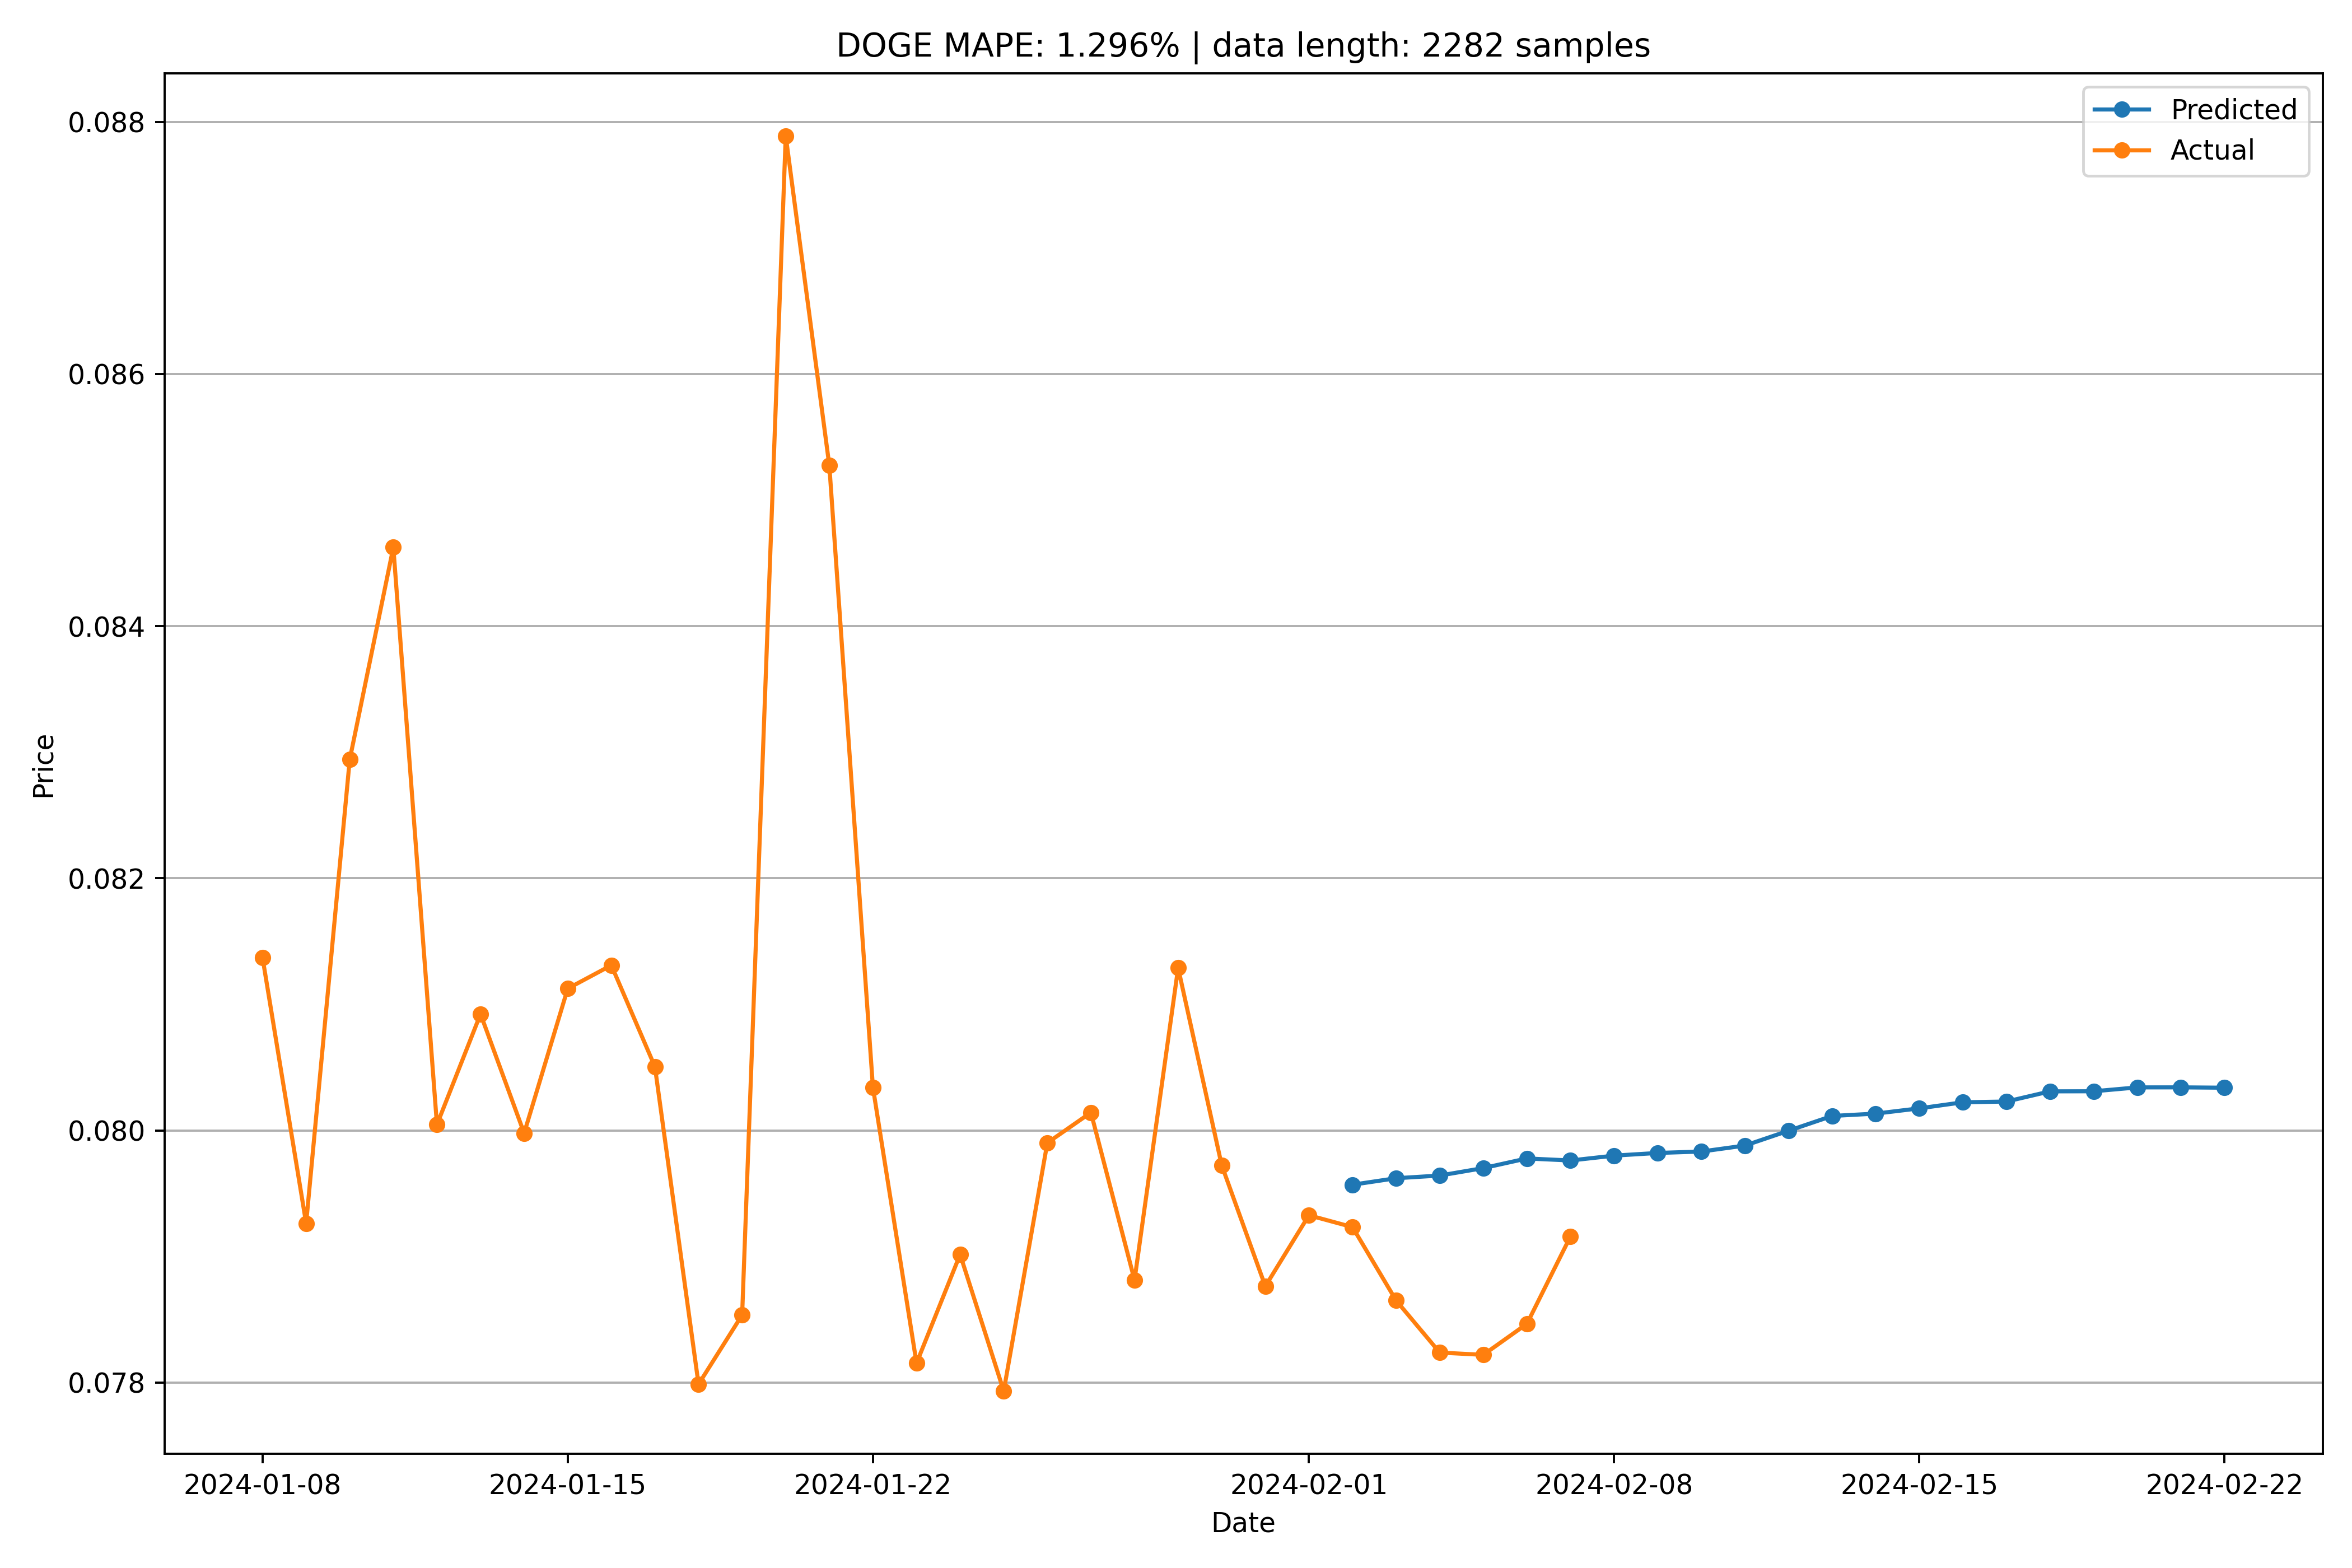 DOGE MAPE: 1.296% | data length: 2282 samples
Predicted
Actual
0.088
0.086
0.084
0.082
0.080
0.078
Price
2024-01-08
2024-01-15
2024-01-22
2024-02-01
2024-02-08
2024-02-15
2024-02-22
Date